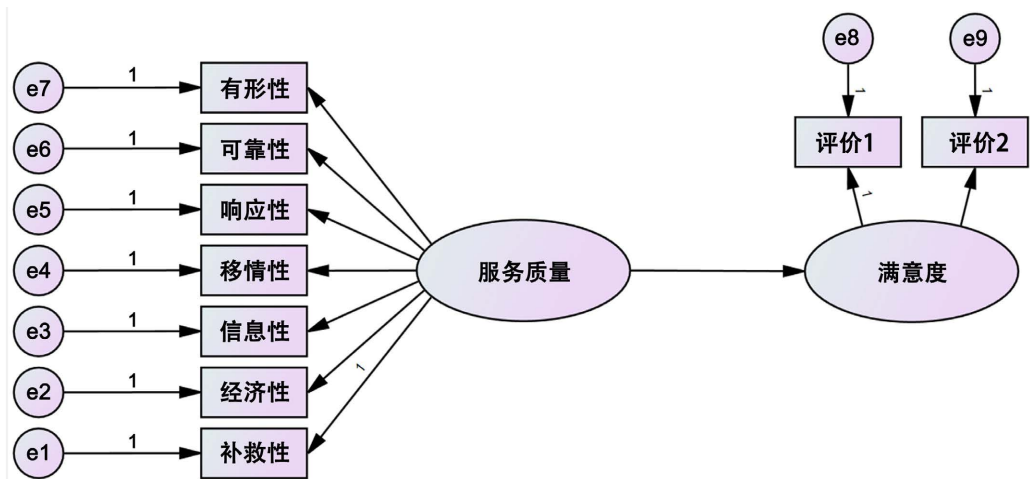 e8
e9
1
1
评价1
评价2
1
e7
1
有形性
e6
1
可靠性
e5
1
响应性
e4
1
移情性
服务质量
满意度
e3
1
信息性
1
e2
1
经济性
e1
1
补救性